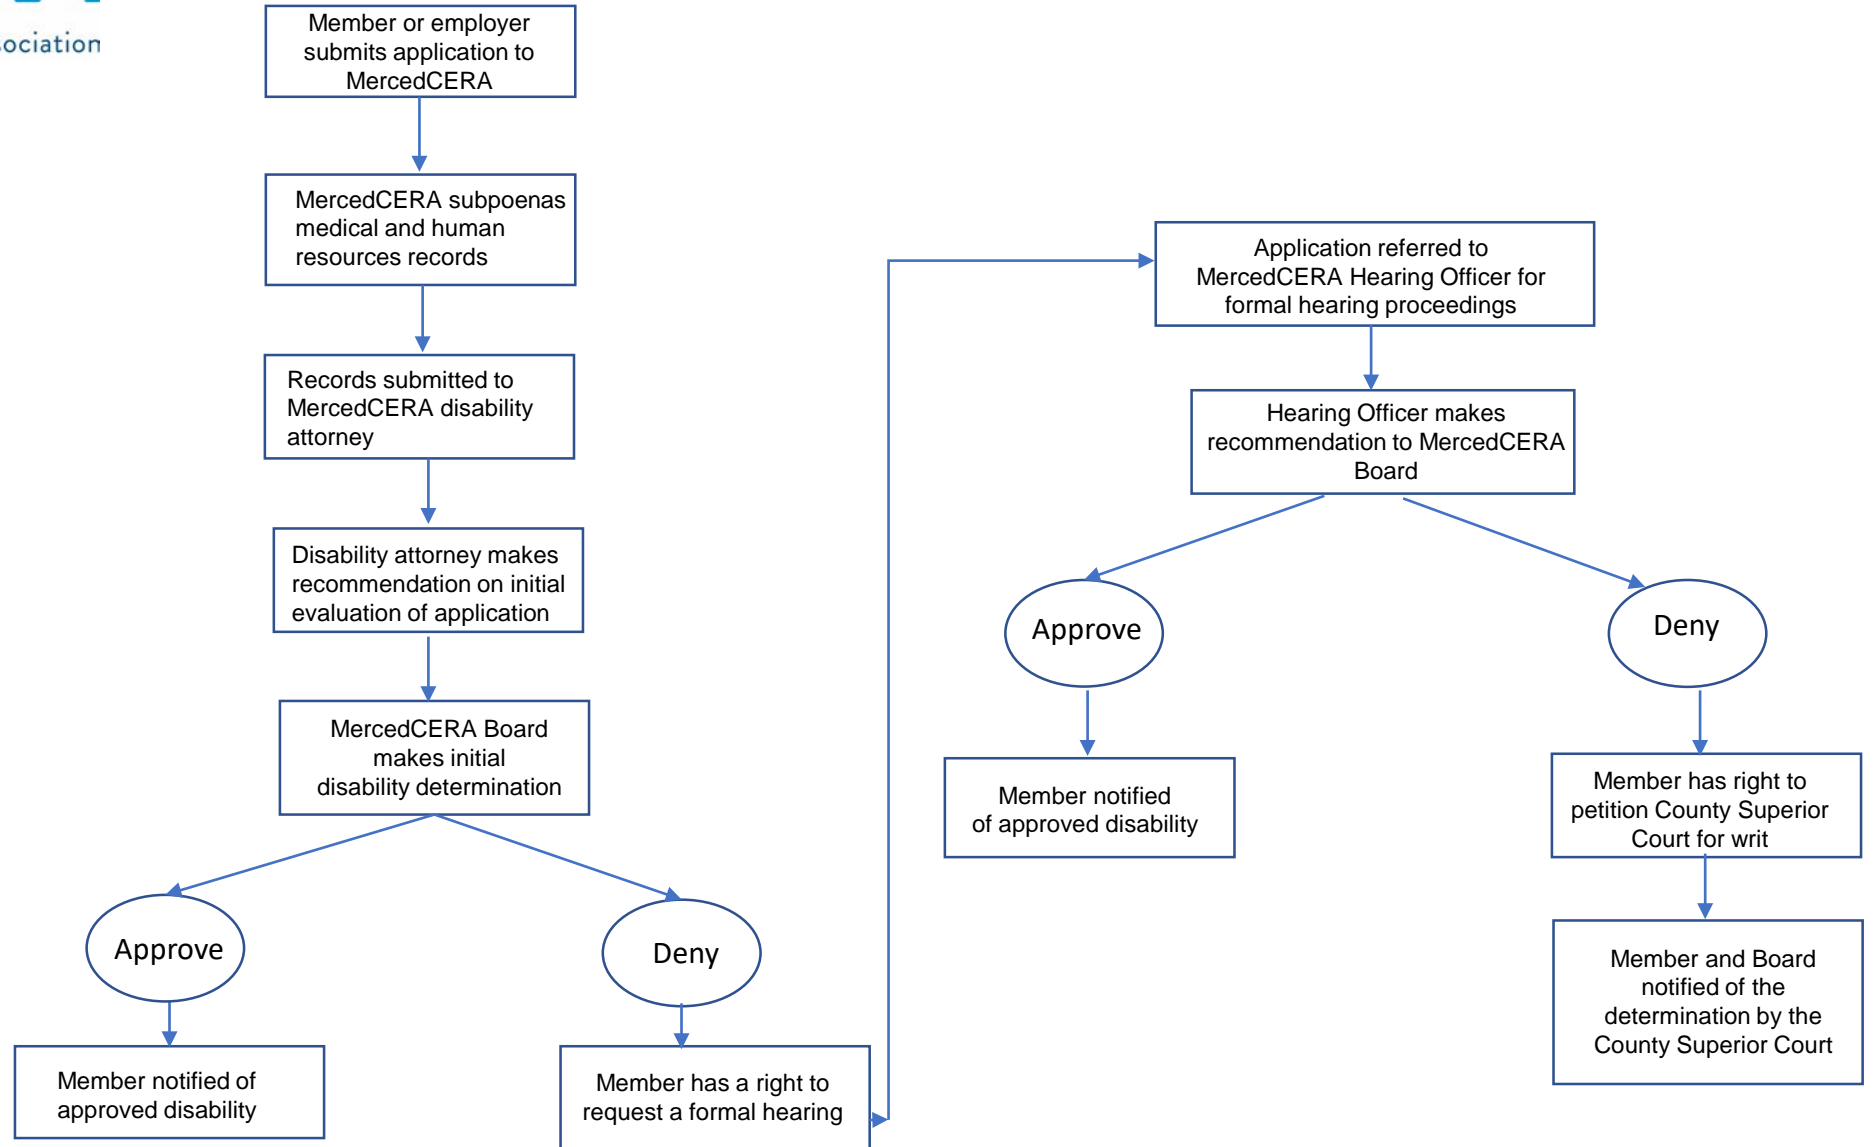 Member or employer
submits application to
MercedCERA
MercedCERA subpoenas
medical and human
resources records
Records submitted to
MercedCERA disability
attorney
Disability attorney makes
recommendation on initial
evaluation of application
MercedCERA Board
makes initial
disability determination
Approve
Deny
Member notified of
approved disability
Member has a right to
request a formal hearing
Application referred to
MercedCERA Hearing Officer for
formal hearing proceedings
Hearing Officer makes
recommendation to MercedCERA
Board
Approve
Deny
Member notified
of approved disability
Member has right to
petition County Superior
Court for writ
Member and Board
notified of the
determination by the
County Superior Court